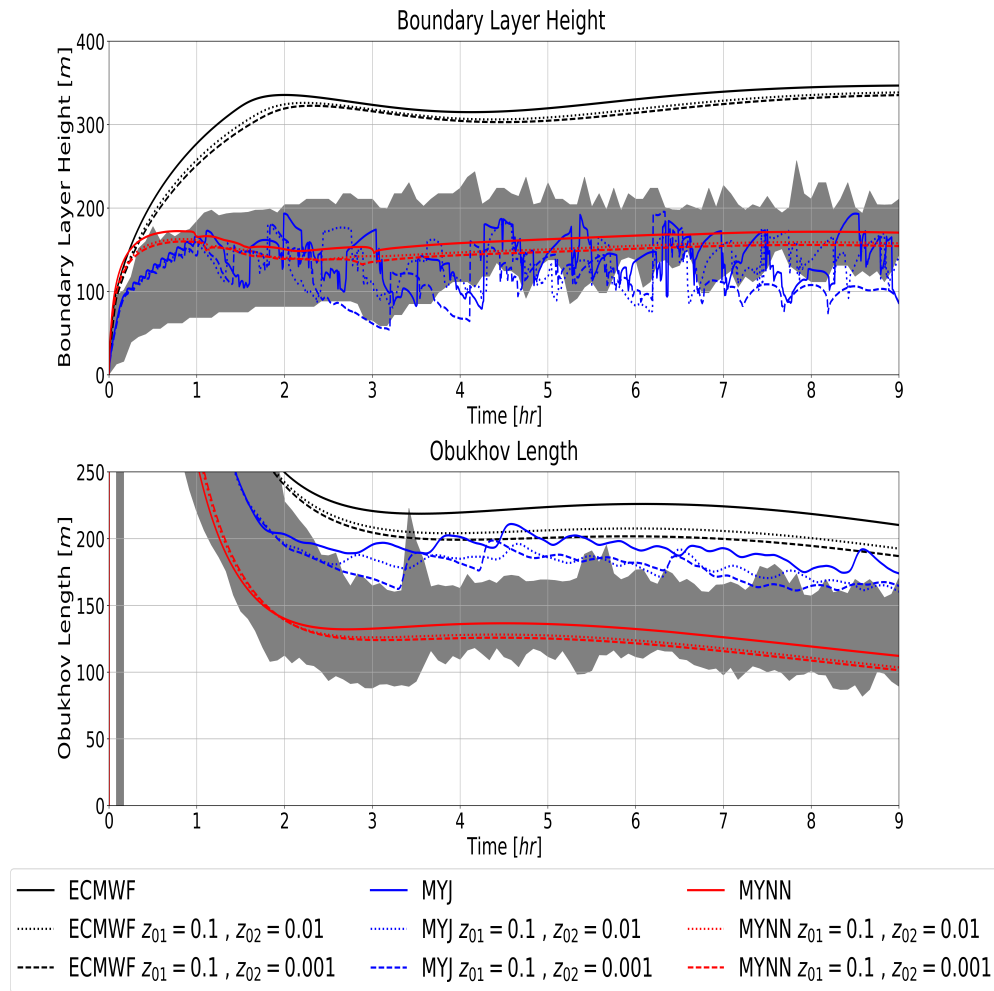 Boundary Layer Height
Boundary Layer Height [m]
400
300
200
100
0
0 1 2 3 4 5 6 7 8 9
Time [hr]
Obukhov Length
Obukhov Length [m]
250
200
150
100
50
0
0 1 2 3 4 5 6 7 8 9
Time [hr]
ECMWF MYJ MYNN
ECMWF z₀₁ = 0.1 , z₀₂ = 0.01 MYJ z₀₁ = 0.1 , z₀₂ = 0.01 MYNN z₀₁ = 0.1 , z₀₂ = 0.01
ECMWF z₀₁ = 0.1 , z₀₂ = 0.001 MYJ z₀₁ = 0.1 , z₀₂ = 0.001 MYNN z₀₁ = 0.1 , z₀₂ = 0.001